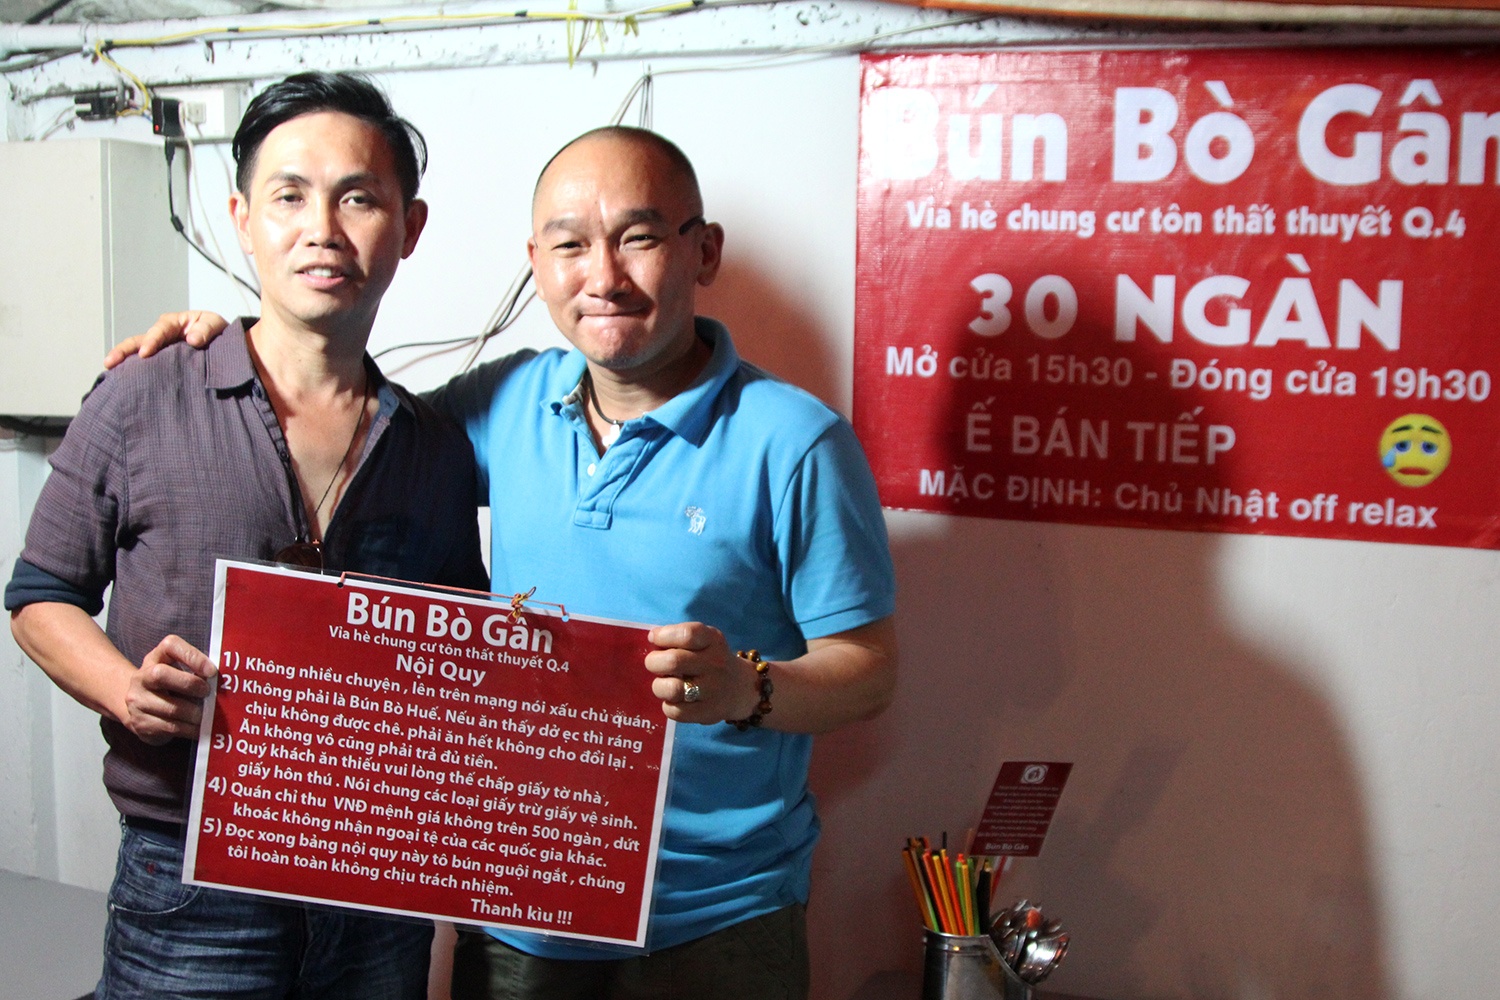 Bún Bò Gân
Vỉa hè chung cư tôn thất thuyết Q.4
30 NGÀN
Mở cửa 15h30 - Đóng cửa 19h30
Ế BÁN TIẾP
MẶC ĐỊNH: Chủ Nhật off relax
Bún Bò Gân
Vỉa hè chung cư tôn thất thuyết Q.4
Nội Quy
1) Không nhiều chuyện , lên trên mạng nói xấu chủ quán.
2) Không phải là Bún Bò Huế. Nếu ăn thấy dở ẹc thì ráng
chịu không được chê. phải ăn hết không cho đổi lại .
Ăn không vô cũng phải trả đủ tiền.
3) Quý khách ăn thiếu vui lòng thế chấp giấy tờ nhà ,
giấy hôn thú . Nói chung các loại giấy trừ giấy vệ sinh.
4) Quán chỉ thu VNĐ mệnh giá không trên 500 ngàn , dứt
khoác không nhận ngoại tệ của các quốc gia khác.
5) Đọc xong bảng nội quy này tô bún nguội ngắt , chúng
tôi hoàn toàn không chịu trách nhiệm.
Thanh kìu !!!
Bún Bò Gân